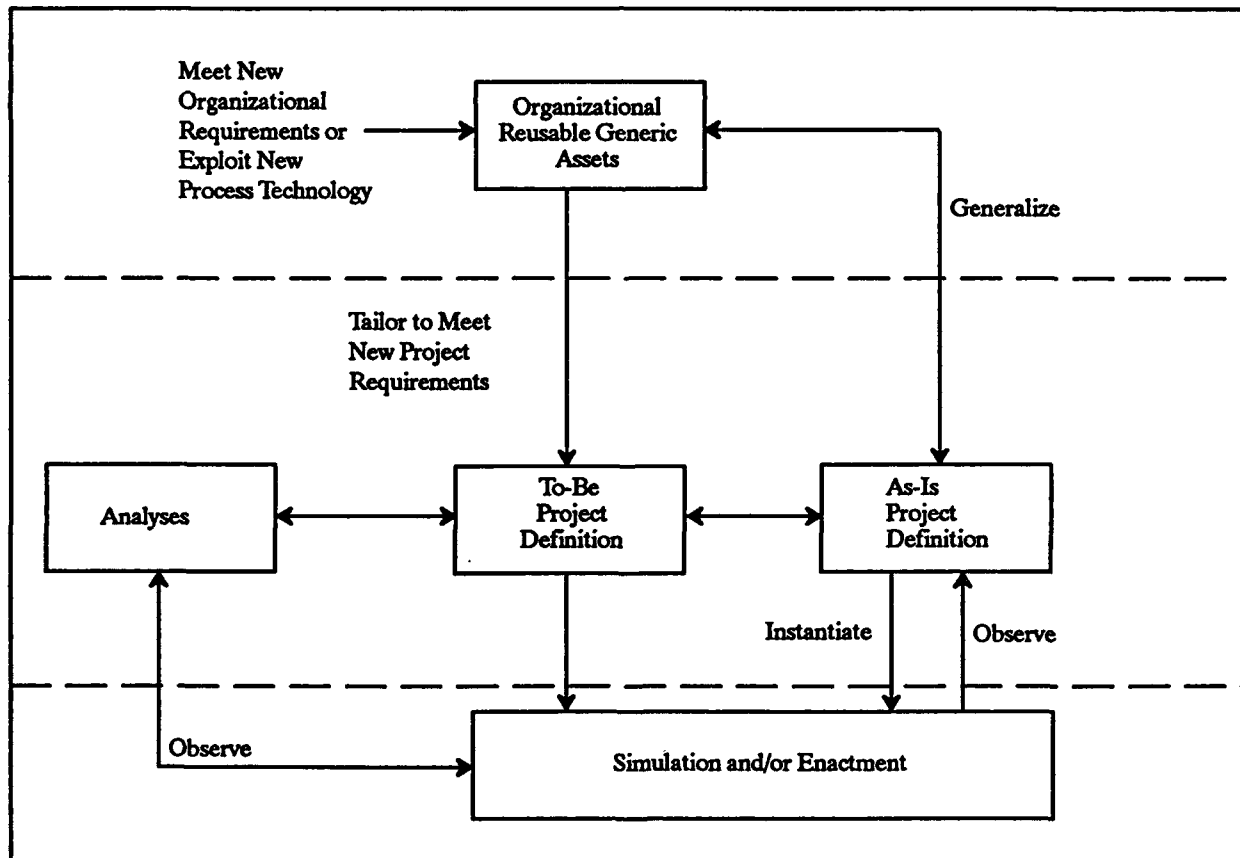 Meet New
Organizational
Requirements or
Exploit New
Process Technology
Organizational
Reusable Generic
Assets
Generalize
Tailor to Meet
New Project
Requirements
Analyses
To-Be
Project
Definition
As-Is
Project
Definition
Instantiate
Observe
Observe
Simulation and/or Enactment